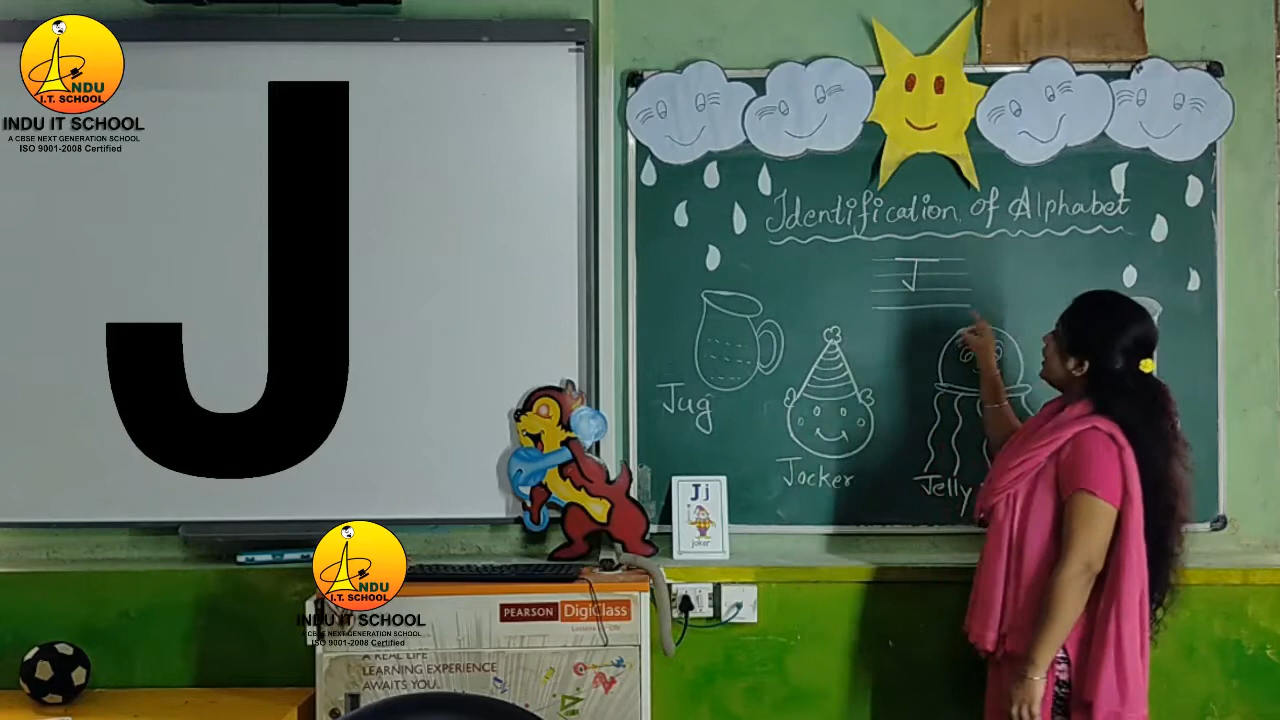 ANDU
I.T. SCHOOL
INDU IT SCHOOL
A CBSE NEXT GENERATION SCHOOL
ISO 9001-2008 Certified
J
Identification of Alphabet
J
Jug
Jocker
Jelly
Jj
joker
ANDU
I.T. SCHOOL
INDU IT SCHOOL
A CBSE NEXT GENERATION SCHOOL
ISO 9001-2008 Certified
PEARSON DigiClass
A REAL LIFE
LEARNING EXPERIENCE
AWAITS YOU